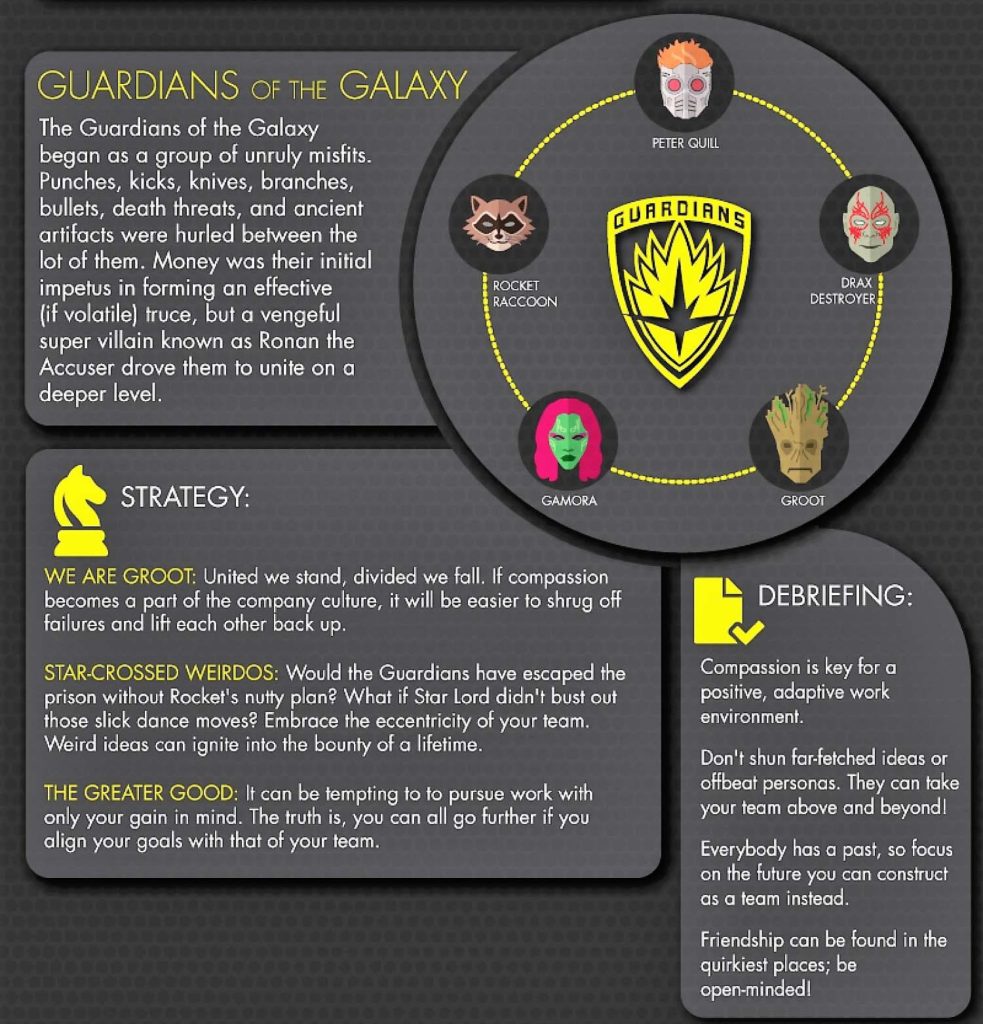 GUARDIANS OF THE GALAXY
The Guardians of the Galaxy
began as a group of unruly misfits.
Punches, kicks, knives, branches,
bullets, death threats, and ancient
artifacts were hurled between the
lot of them. Money was their initial
impetus in forming an effective
(if volatile) truce, but a vengeful
super villain known as Ronan the
Accuser drove them to unite on a
deeper level.
PETER QUILL
ROCKET
RACCOON
GUARDIANS
DRAX
DESTROYER
GAMORA
GROOT
STRATEGY:
WE ARE GROOT: United we stand, divided we fall. If compassion
becomes a part of the company culture, it will be easier to shrug off
failures and lift each other back up.
STAR-CROSSED WEIRDOS: Would the Guardians have escaped the
prison without Rocket's nutty plan? What if Star Lord didn't bust out
those slick dance moves? Embrace the eccentricity of your team.
Weird ideas can ignite into the bounty of a lifetime.
THE GREATER GOOD: It can be tempting to to pursue work with
only your gain in mind. The truth is, you can all go further if you
align your goals with that of your team.
DEBRIEFING:
Compassion is key for a
positive, adaptive work
environment.
Don't shun far-fetched ideas or
offbeat personas. They can take
your team above and beyond!
Everybody has a past, so focus
on the future you can construct
as a team instead.
Friendship can be found in the
quirkiest places; be
open-minded!